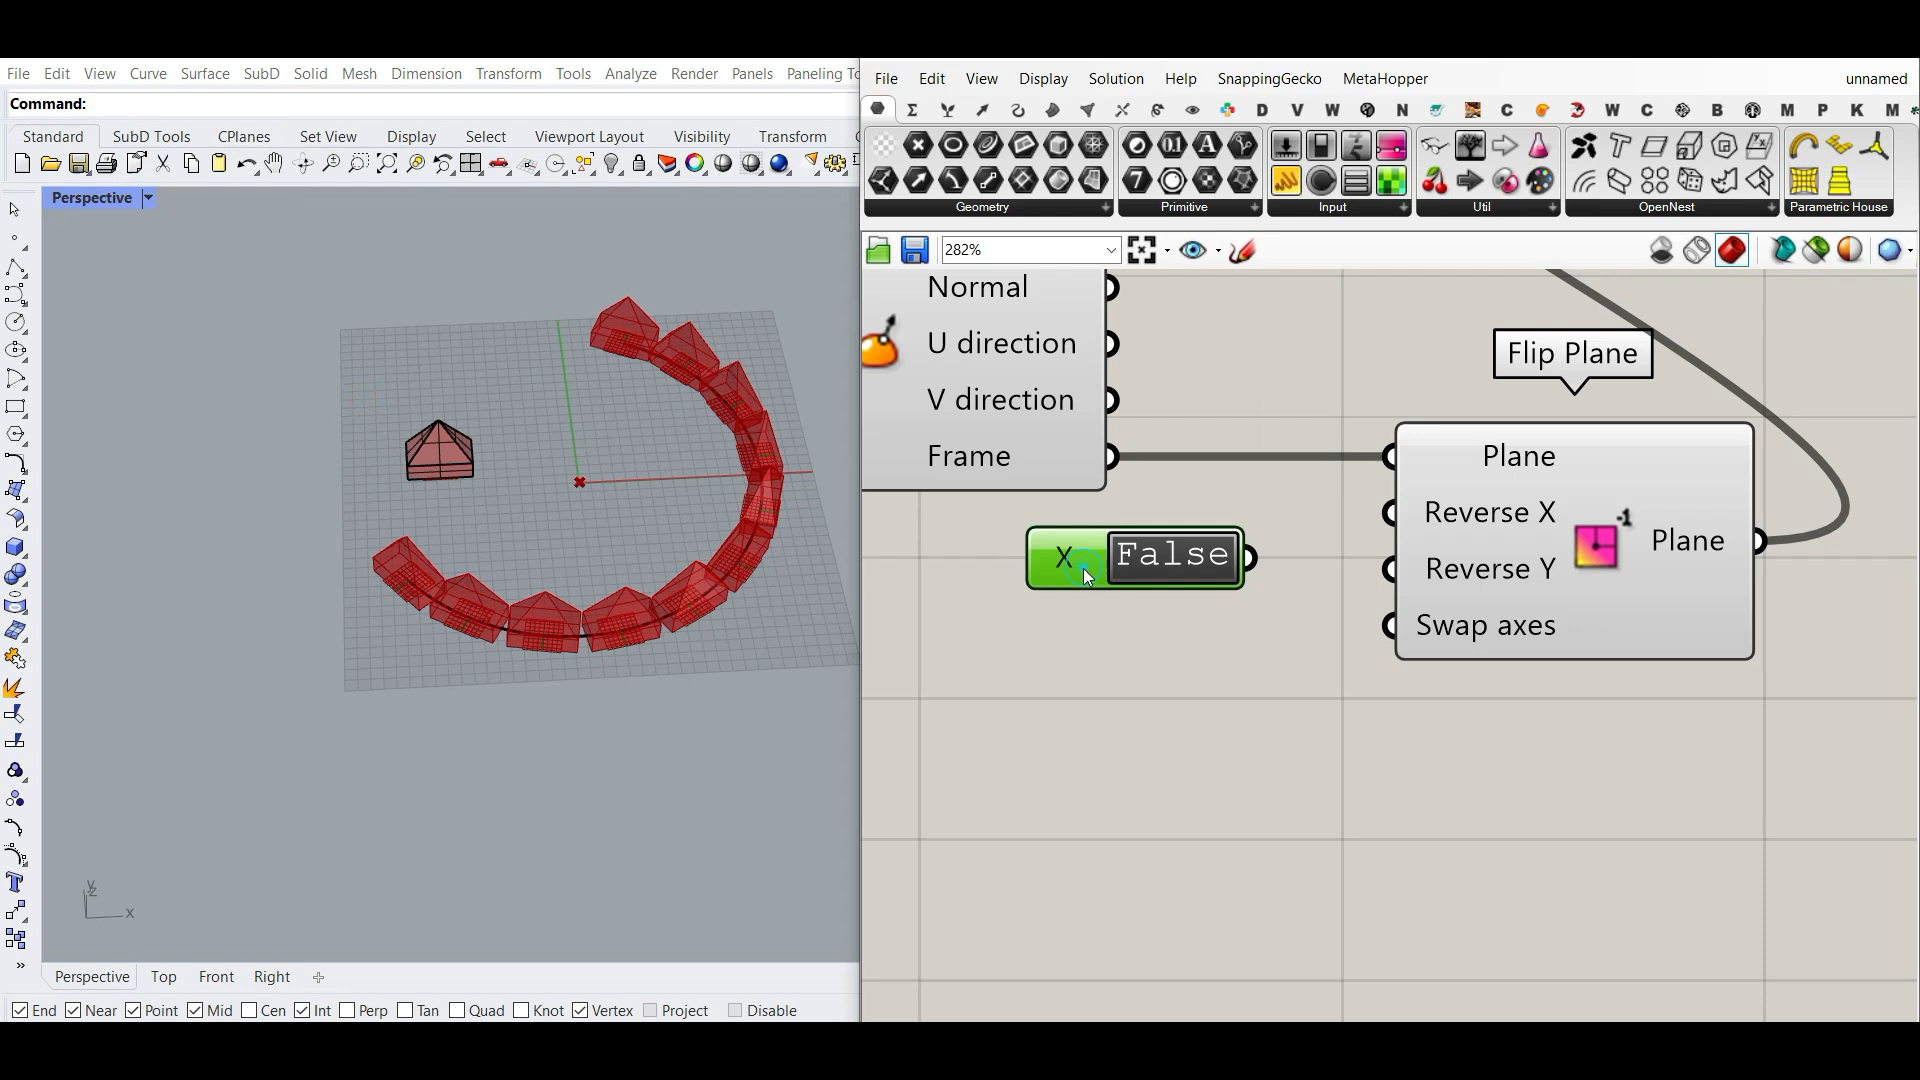 File Edit View Curve Surface SubD Solid Mesh Dimension Transform Tools Analyze Render Panels Paneling To
Command:
Standard SubD Tools CPlanes Set View Display Select Viewport Layout Visibility Transform
Perspective
y
z
x
Perspective Top Front Right
End Near Point Mid Cen Int Perp Tan Quad Knot Vertex Project Disable
File Edit View Display Solution Help SnappingGecko MetaHopper unnamed
D V W N C W C B M P K M
Geometry Primitive Input Util OpenNest Parametric House
282%
Normal
U direction
V direction
Frame
X False
Flip Plane
Plane
Reverse X
Reverse Y
Swap axes
-1
Plane